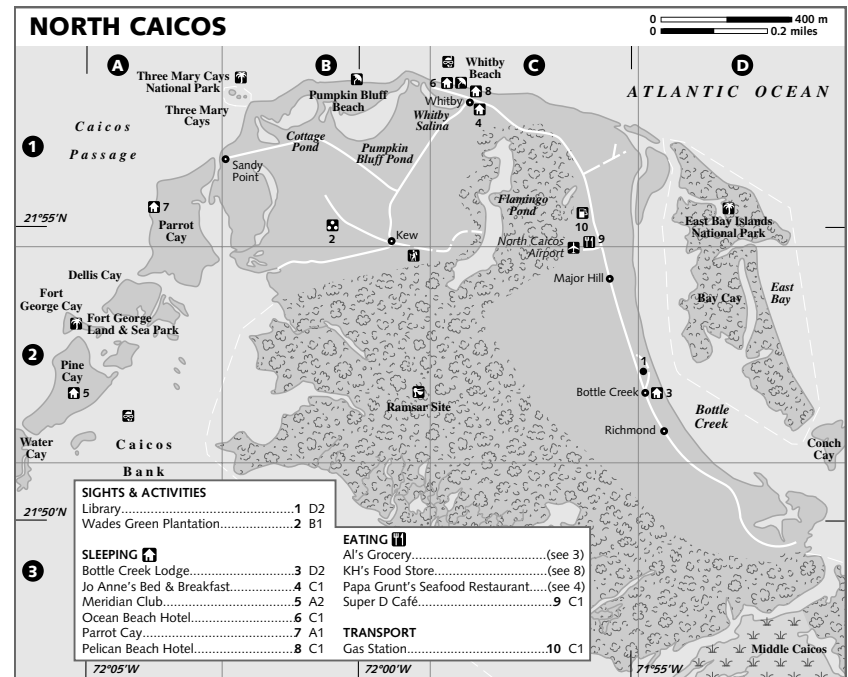 NORTH CAICOS
0 400 m
0 0.2 miles
A
B
C
D
Three Mary Cays
National Park
Three Mary
Cays
Pumpkin Bluff
Beach
Whitby
Beach
6
8
Whitby
Whitby
Salina
4
ATLANTIC OCEAN
1
Caicos
Passage
Cottage
Pond
Pumpkin
Bluff Pond
Sandy
Point
Flamingo
Pond
7
Parrot
Cay
21°55'N
2
Kew
10
9
North Caicos
Airport
East Bay Islands
National Park
Dellis Cay
Major Hill
Fort
George Cay
Fort George
Land & Sea Park
Bay Cay
East
Bay
2
Pine
Cay
5
1
Ramsar Site
Bottle Creek
3
Bottle
Creek
Richmond
Water
Cay
Caicos
Bank
Conch
Cay
21°50'N
3
SIGHTS & ACTIVITIES
Library...1 D2
Wades Green Plantation...2 B1
SLEEPING
Bottle Creek Lodge...3 D2
Jo Anne's Bed & Breakfast...4 C1
Meridian Club...5 A2
Ocean Beach Hotel...6 C1
Parrot Cay...7 A1
Pelican Beach Hotel...8 C1
EATING
Al's Grocery...(see 3)
KH's Food Store...(see 8)
Papa Grunt's Seafood Restaurant...(see 4)
Super D Café...9 C1
TRANSPORT
Gas Station...10 C1
Middle Caicos
72°05'W
72°00'W
71°55'W